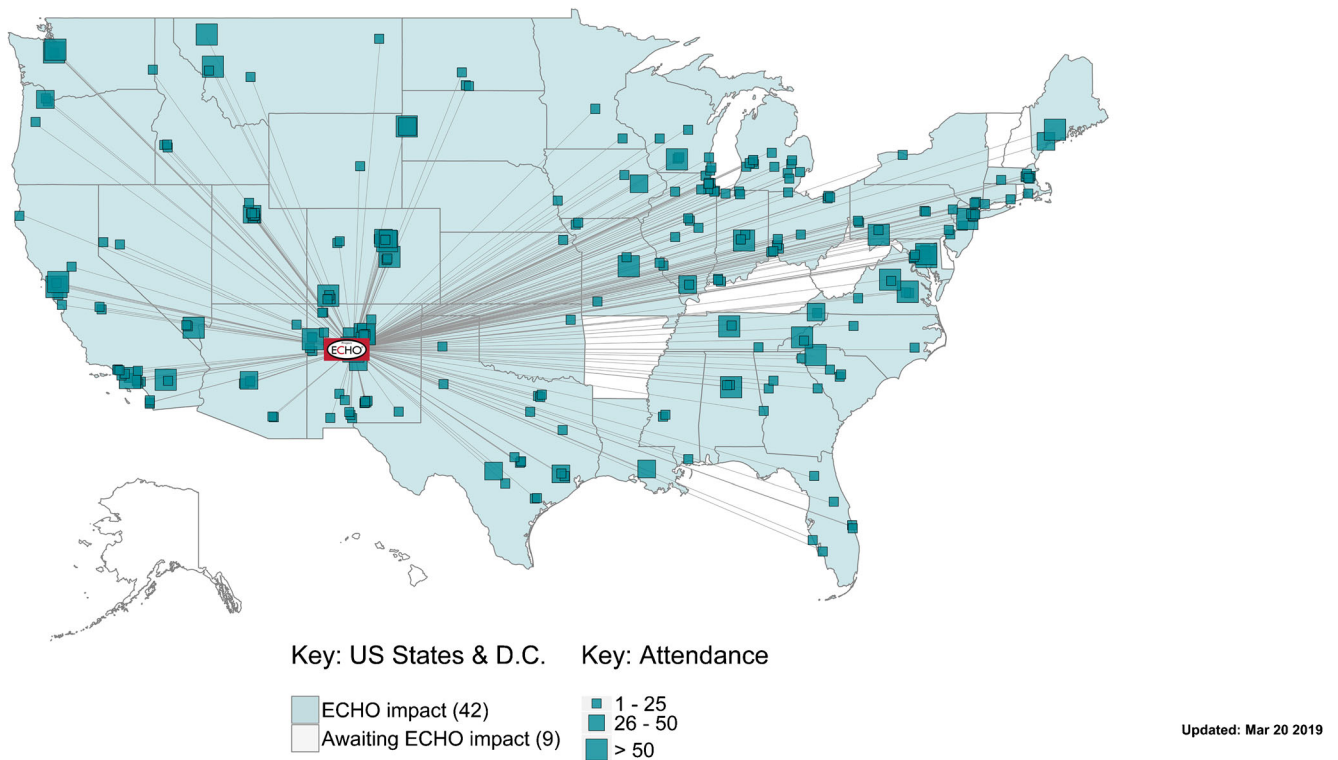 ECHO
Key: US States & D.C.
ECHO impact (42)
Awaiting ECHO impact (9)
Key: Attendance
1 - 25
26 - 50
> 50
Updated: Mar 20 2019